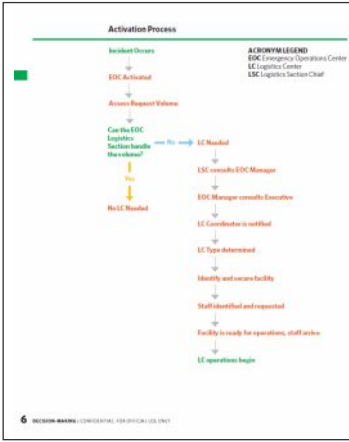 Activation Process
Incident Occurs
ACRONYM LEGEND
EOC Emergency Operations Center
LC Logistics Center
LSC Logistics Section Chief
EOC Activated
Assess Request Volume
Can the EOC
Logistics
Section handle
the volume?
No
LC Needed
LSC consults EOC Manager
Yes
EOC Manager consults Executive
No LC Needed
LC Coordinator is notified
LC Type determined
Identify and secure facility
Staff identified and requested
Facility is ready for operations, staff arrive
LC operations begin
6 DECISION-MAKING | CONFIDENTIAL, FOR OFFICIAL USE ONLY